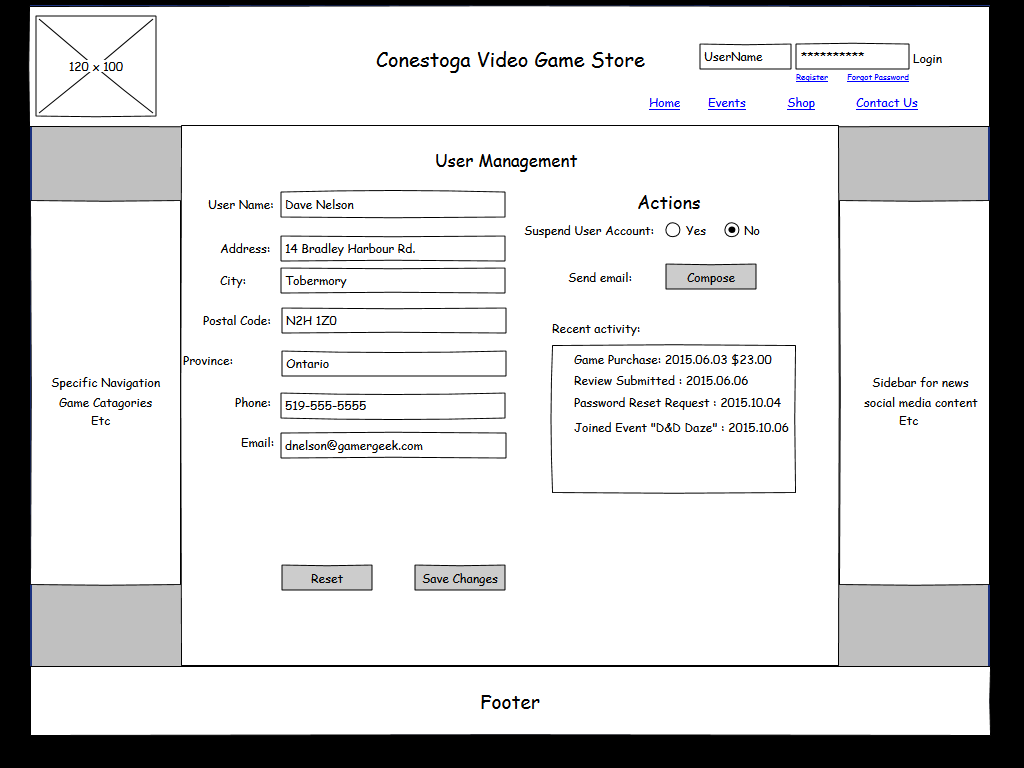 120 x 100
Conestoga Video Game Store
UserName
**********
Login
Register Forgot Password
Home Events Shop Contact Us
User Management
User Name: Dave Nelson
Address: 14 Bradley Harbour Rd.
City: Tobermory
Postal Code: N2H 1Z0
Province: Ontario
Phone: 519-555-5555
Email: dnelson@gamergeek.com
Reset Save Changes
Actions
Suspend User Account: Yes No
Send email: Compose
Recent activity:
Game Purchase: 2015.06.03 $23.00
Review Submitted : 2015.06.06
Password Reset Request : 2015.10.04
Joined Event "D&D Daze" : 2015.10.06
Specific Navigation
Game Catagories
Etc
Sidebar for news
social media content
Etc
Footer